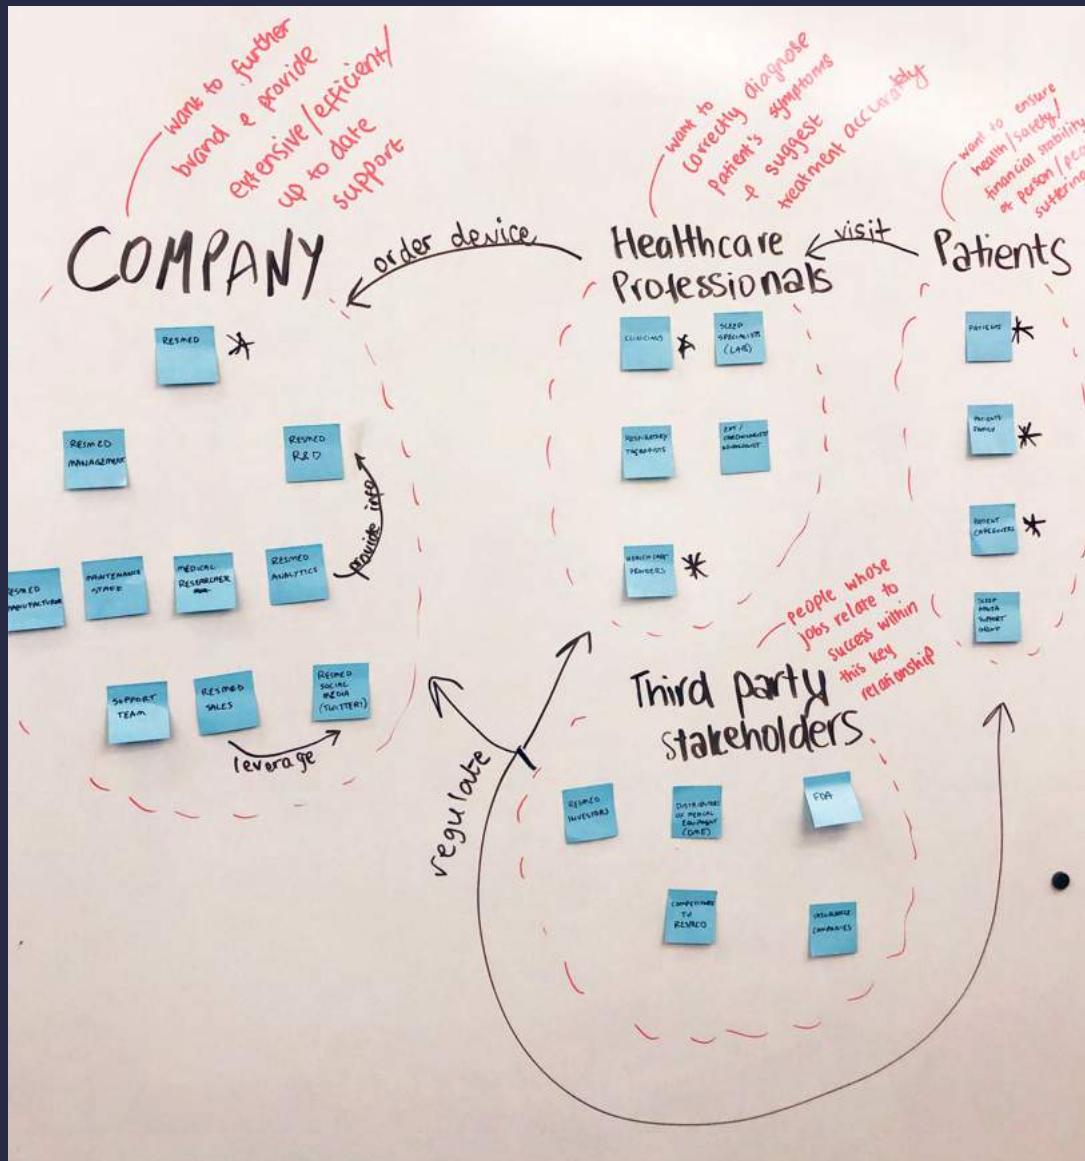 want to further
brand & provide
extensive/efficient/
up to date
support
COMPANY
order device
RESMED
RESMED
MANAGEMENT
RESMED
R&D
provide info
RESMED
MANUFACTURER
MAINTENANCE
STAFF
MEDICAL
RESEARCHER
RESMED
ANALYTICS
SUPPORT
TEAM
RESMED
SALES
RESMED
SOCIAL
MEDIA
(TWITTER?)
leverage
want to
correctly diagnose
patient's symptoms
& suggest
treatment accurately
Healthcare
Professionals
visit
CLINICIANS
SLEEP
SPECIALISTS
(LAB)
RESPIRATORY
THERAPISTS
ENT /
CARDIOLOGIST/
HEALTH CARE
PROVIDERS
want to ensure
health/safety/
financial stability
of person/
suffering
Patients
PATIENTS
PATIENTS
FAMILY
PATIENT
CAREGIVERS
SLEEP
APNEA
SUPPORT
GROUP
people whose
jobs relate to
success within
this key
relationship
Third party
stakeholders
regulate
RESMED
INVESTORS
DISTRIBUTORS
OF MEDICAL
EQUIPMENT
(DME)
FDA
COMPETITORS
TO
RESMED
INSURANCE
COMPANIES